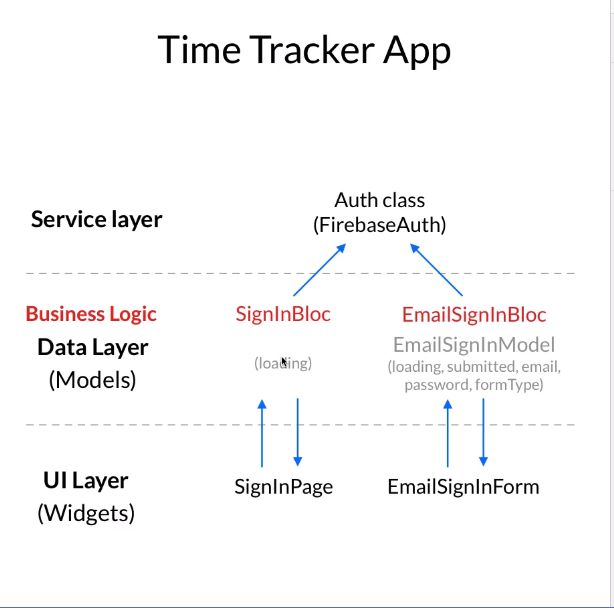 Time Tracker App
Service layer
Auth class
(FirebaseAuth)
Business Logic
Data Layer
(Models)
SignInBloc
(loading)
EmailSignInBloc
EmailSignInModel
(loading, submitted, email,
password, formType)
UI Layer
(Widgets)
SignInPage
EmailSignInForm